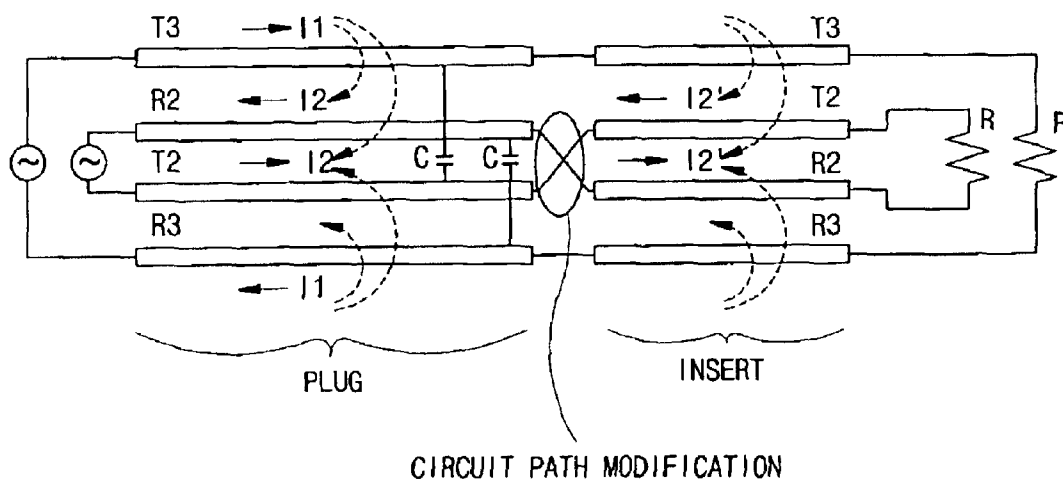 T3 → I1 T3
R2 ← I2 ← I2' T2 R R
T2 → I2 C C → I2' R2
R3 R3
← I1
PLUG INSERT
CIRCUIT PATH MODIFICATION